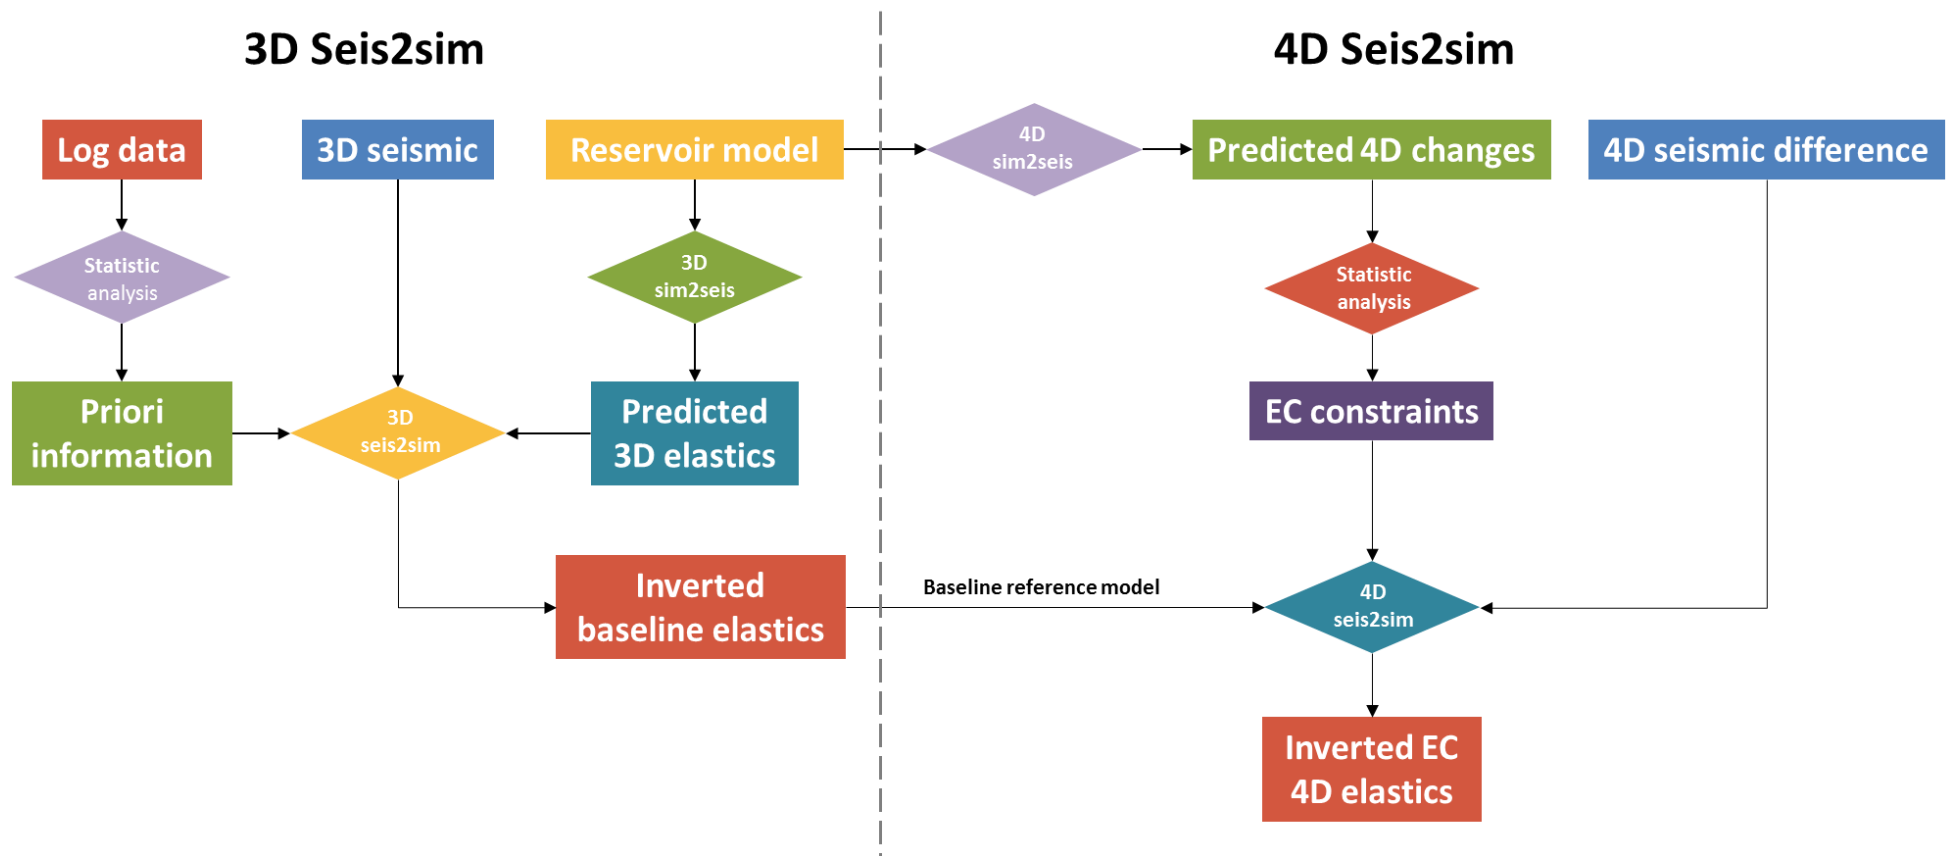 3D Seis2sim
4D Seis2sim
Log data
3D seismic
Reservoir model
4D
sim2seis
Predicted 4D changes
4D seismic difference
Statistic
analysis
3D
sim2seis
Statistic
analysis
Priori
information
3D
seis2sim
Predicted
3D elastics
EC constraints
Inverted
baseline elastics
Baseline reference model
4D
seis2sim
Inverted EC
4D elastics